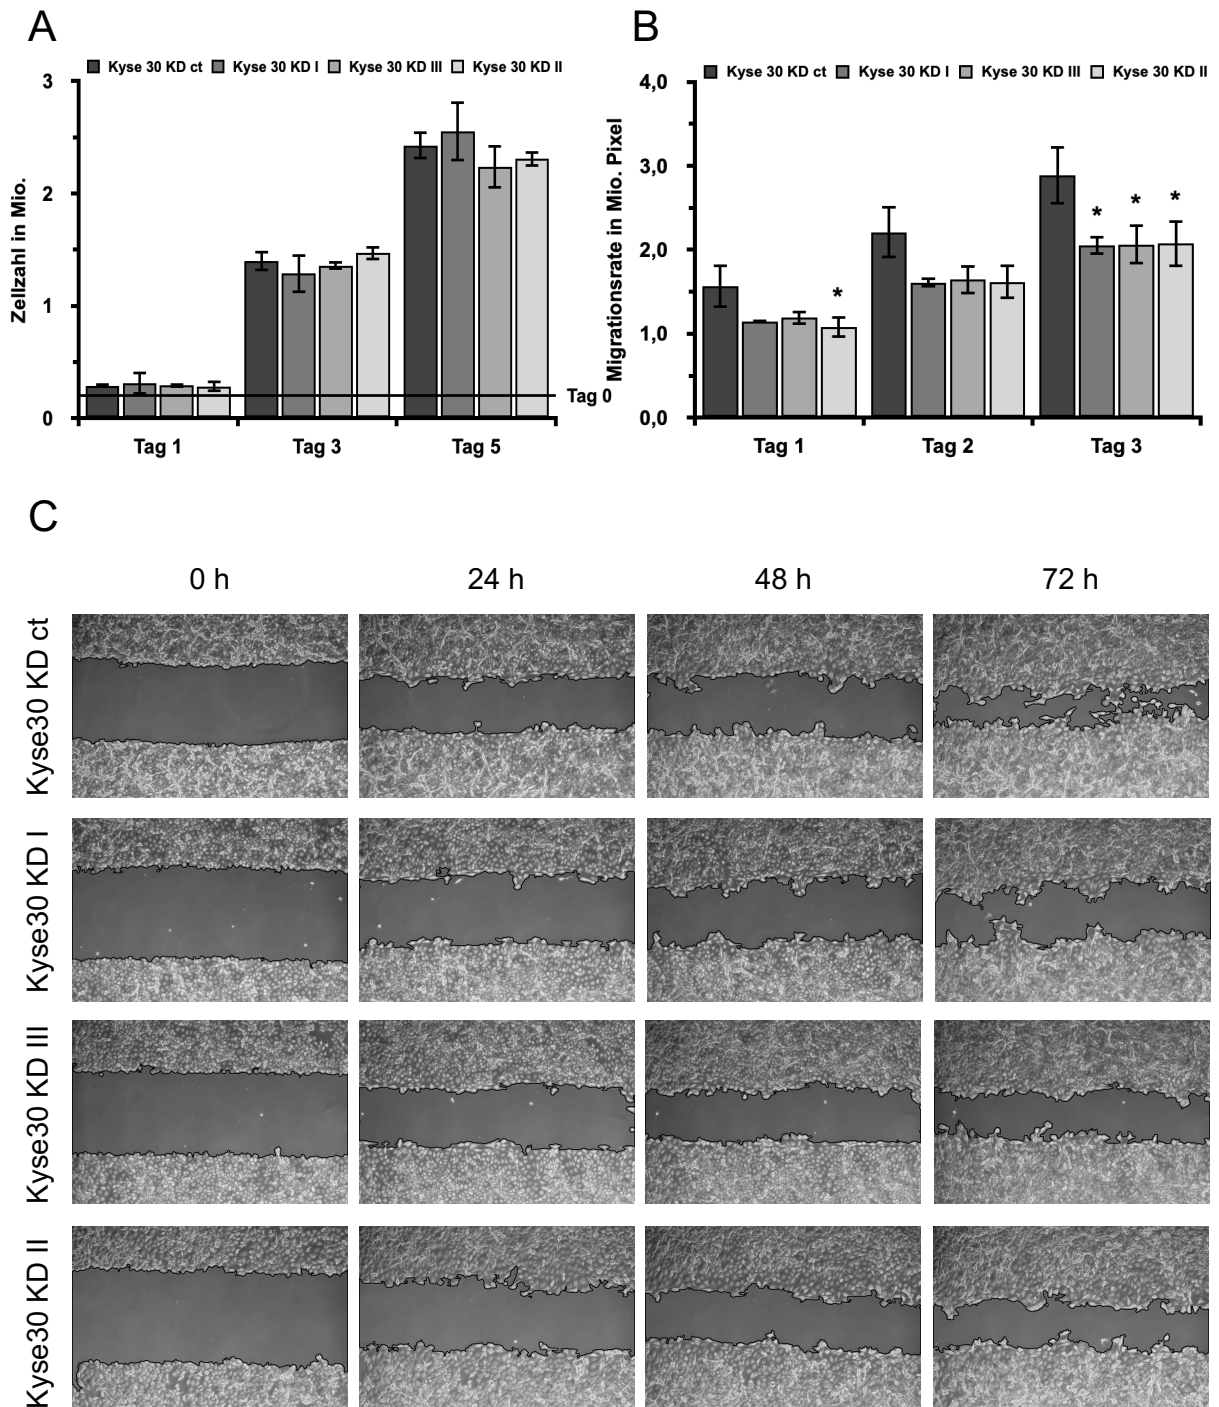 A
Kyse 30 KD ct Kyse 30 KD I Kyse 30 KD III Kyse 30 KD II
Zellzahl in Mio.
3
2
1
0
Tag 0
Tag 1 Tag 3 Tag 5
B
Kyse 30 KD ct Kyse 30 KD I Kyse 30 KD III Kyse 30 KD II
Migrationsrate in Mio. Pixel
4,0
3,0
2,0
1,0
0,0
*
* * *
Tag 1 Tag 2 Tag 3
C
0 h 24 h 48 h 72 h
Kyse30 KD ct
Kyse30 KD I
Kyse30 KD III
Kyse30 KD II